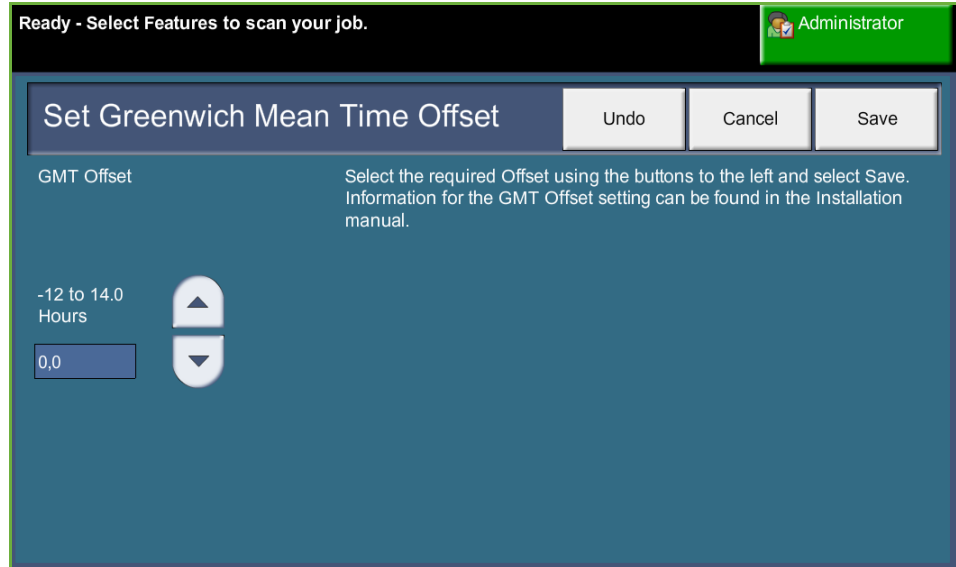 Ready - Select Features to scan your job.
Administrator
Set Greenwich Mean Time Offset
Undo
Cancel
Save
GMT Offset
Select the required Offset using the buttons to the left and select Save.
Information for the GMT Offset setting can be found in the Installation
manual.
-12 to 14.0
Hours
0,0